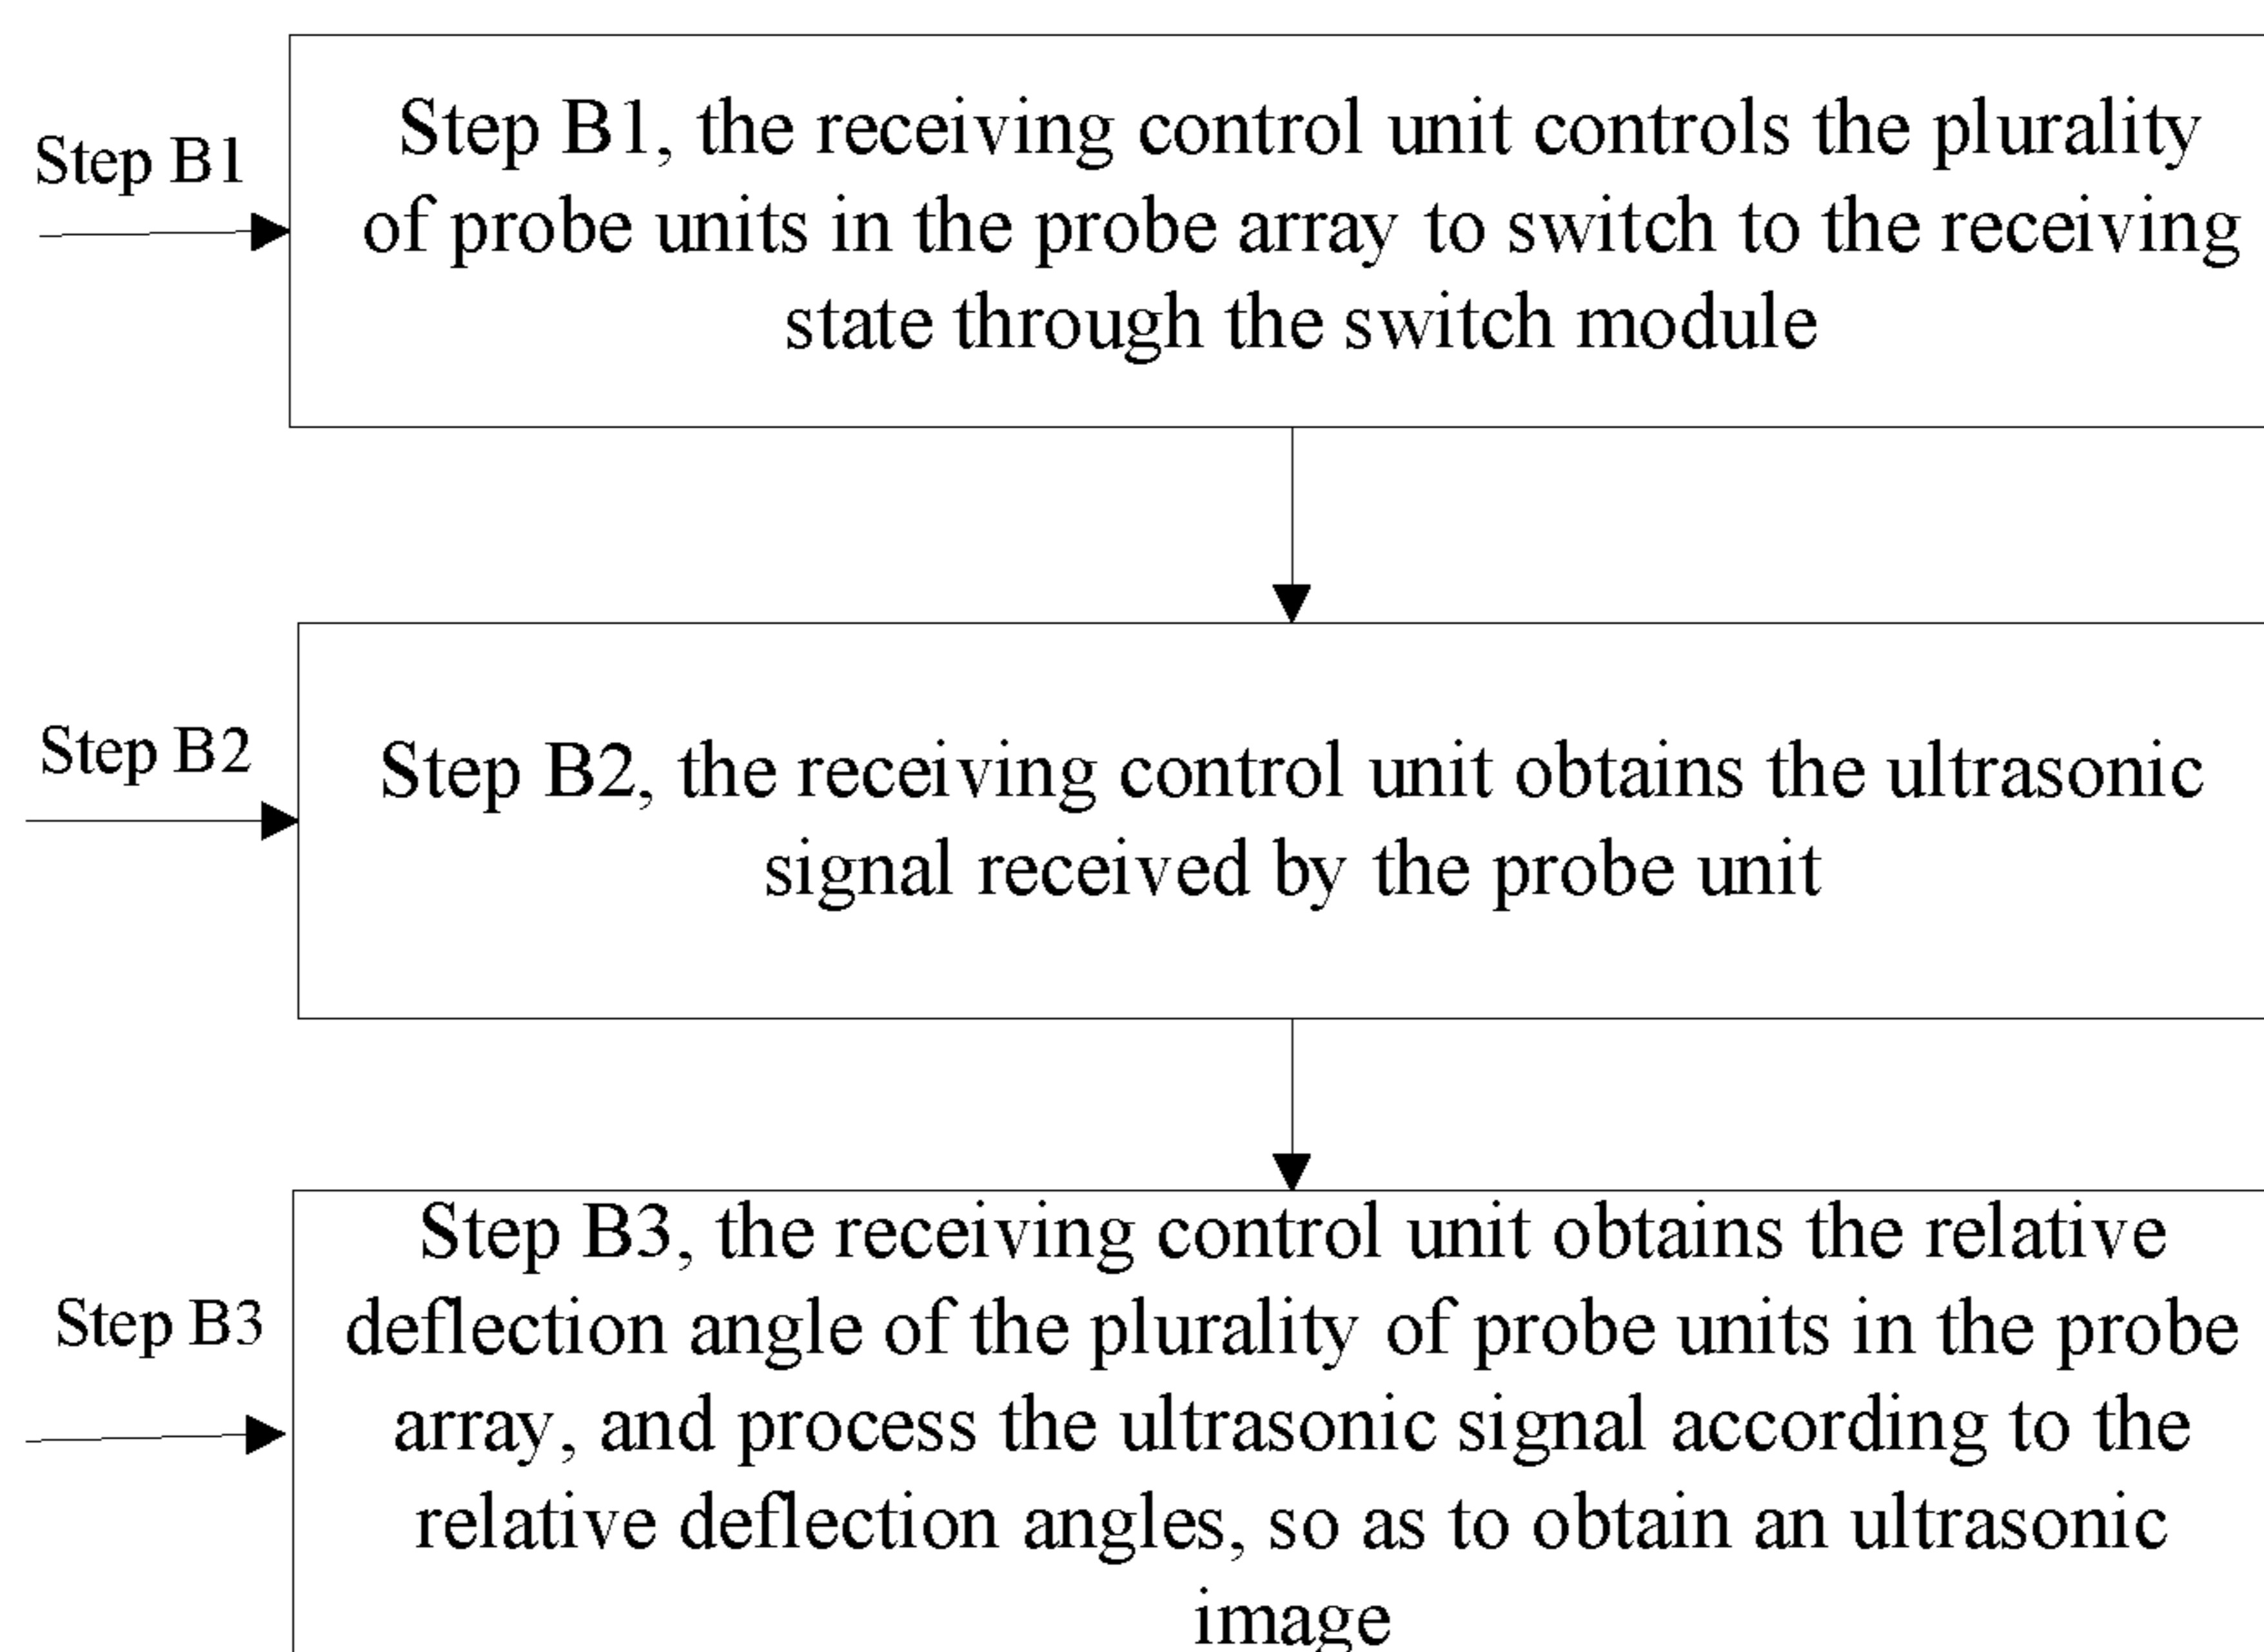 Step B1
Step B1, the receiving control unit controls the plurality
of probe units in the probe array to switch to the receiving
state through the switch module
Step B2
Step B2, the receiving control unit obtains the ultrasonic
signal received by the probe unit
Step B3
Step B3, the receiving control unit obtains the relative
deflection angle of the plurality of probe units in the probe
array, and process the ultrasonic signal according to the
relative deflection angles, so as to obtain an ultrasonic
image